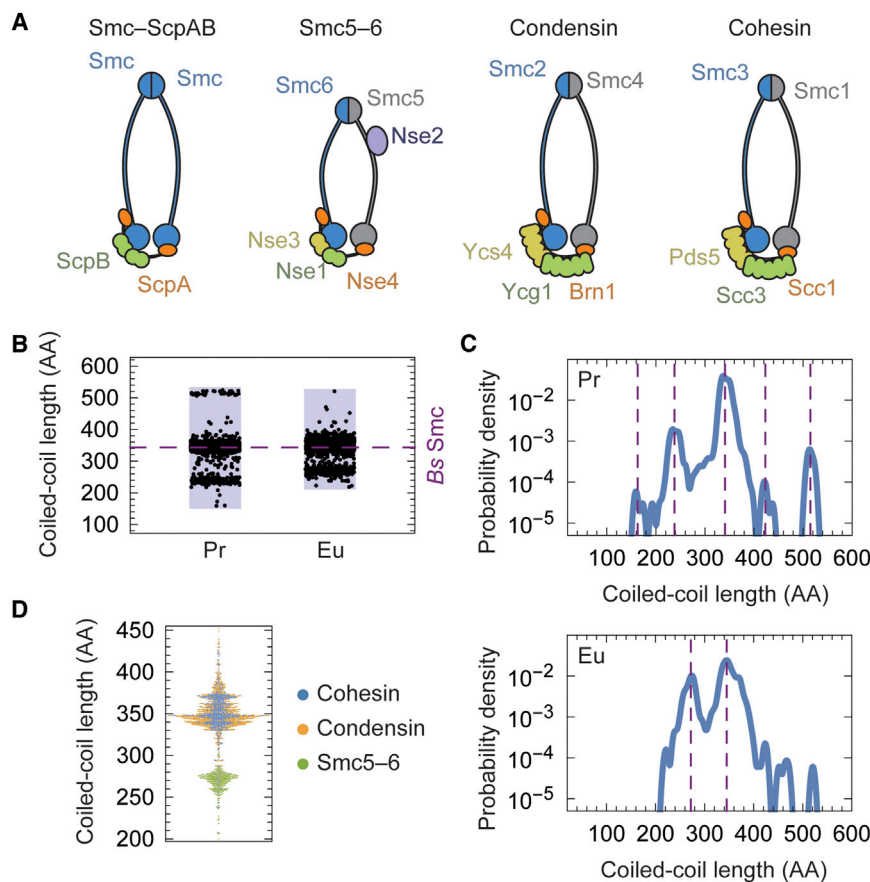 A
Smc–ScpAB
Smc5–6
Condensin
Cohesin
Smc
Smc
ScpB
ScpA
Smc6
Smc5
Nse2
Nse3
Nse1
Nse4
Smc2
Smc4
Ycs4
Ycg1
Brn1
Smc3
Smc1
Pds5
Scc3
Scc1
B
Coiled-coil length (AA)
600
500
400
300
200
100
Pr
Eu
Bs Smc
C
Pr
Probability density
10−2
10−3
10−4
10−5
100 200 300 400 500 600
Coiled-coil length (AA)
D
Coiled-coil length (AA)
450
400
350
300
250
200
Cohesin
Condensin
Smc5–6
Eu
Probability density
10−2
10−3
10−4
10−5
100 200 300 400 500 600
Coiled-coil length (AA)